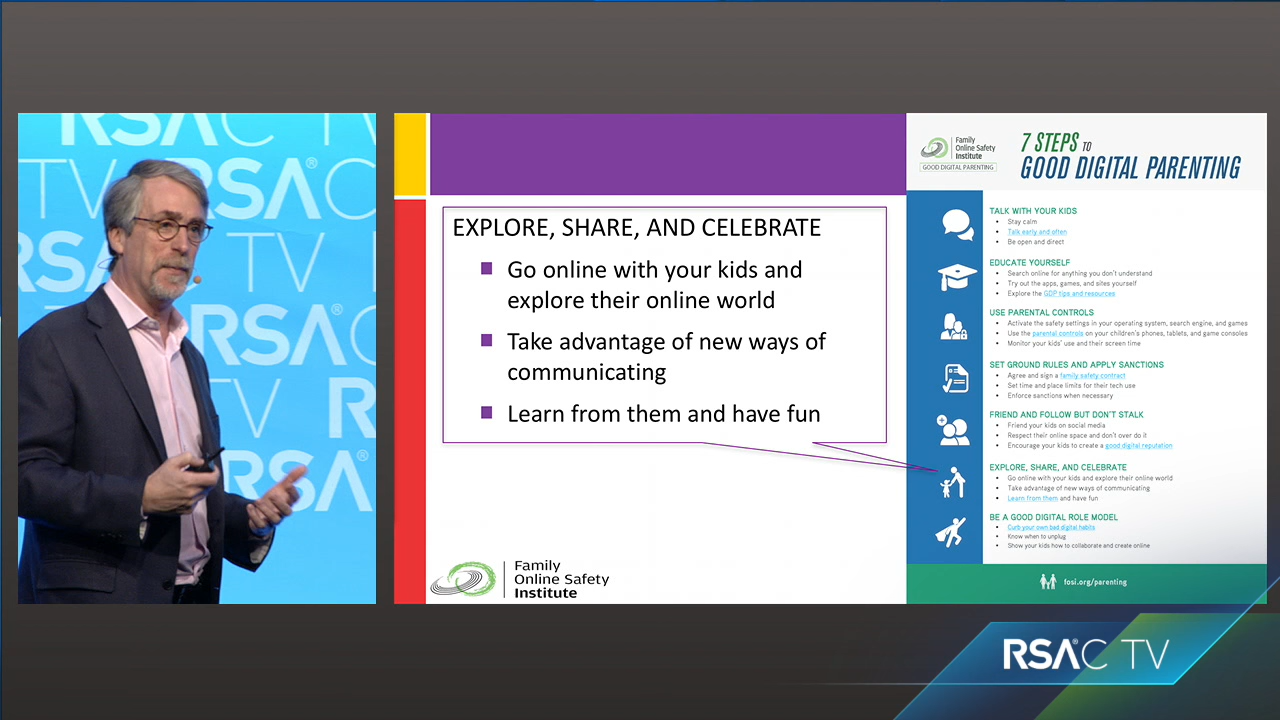 RSAC TV
TV RSA®C
RSA TV
RSAC
TV
RSA®
EXPLORE, SHARE, AND CELEBRATE
Go online with your kids and
explore their online world
Take advantage of new ways of
communicating
Learn from them and have fun
Family
Online Safety
Institute
Family
Online Safety
Institute
GOOD DIGITAL PARENTING
7 STEPS TO
GOOD DIGITAL PARENTING
TALK WITH YOUR KIDS
• Stay calm
• Talk early and often
• Be open and direct
EDUCATE YOURSELF
• Search online for anything you don't understand
• Try out the apps, games, and sites yourself
• Explore the GDP tips and resources
USE PARENTAL CONTROLS
• Activate the safety settings in your operating system, search engine, and games
• Use the parental controls on your children's phones, tablets, and game consoles
• Monitor your kids' use and their screen time
SET GROUND RULES AND APPLY SANCTIONS
• Agree and sign a family safety contract
• Set time and place limits for their tech use
• Enforce sanctions when necessary
FRIEND AND FOLLOW BUT DON'T STALK
• Friend your kids on social media
• Respect their online space and don't over do it
• Encourage your kids to create a good digital reputation
EXPLORE, SHARE, AND CELEBRATE
• Go online with your kids and explore their online world
• Take advantage of new ways of communicating
• Learn from them and have fun
BE A GOOD DIGITAL ROLE MODEL
• Curb your own bad digital habits
• Know when to unplug
• Show your kids how to collaborate and create online
fosi.org/parenting
RSA®C TV